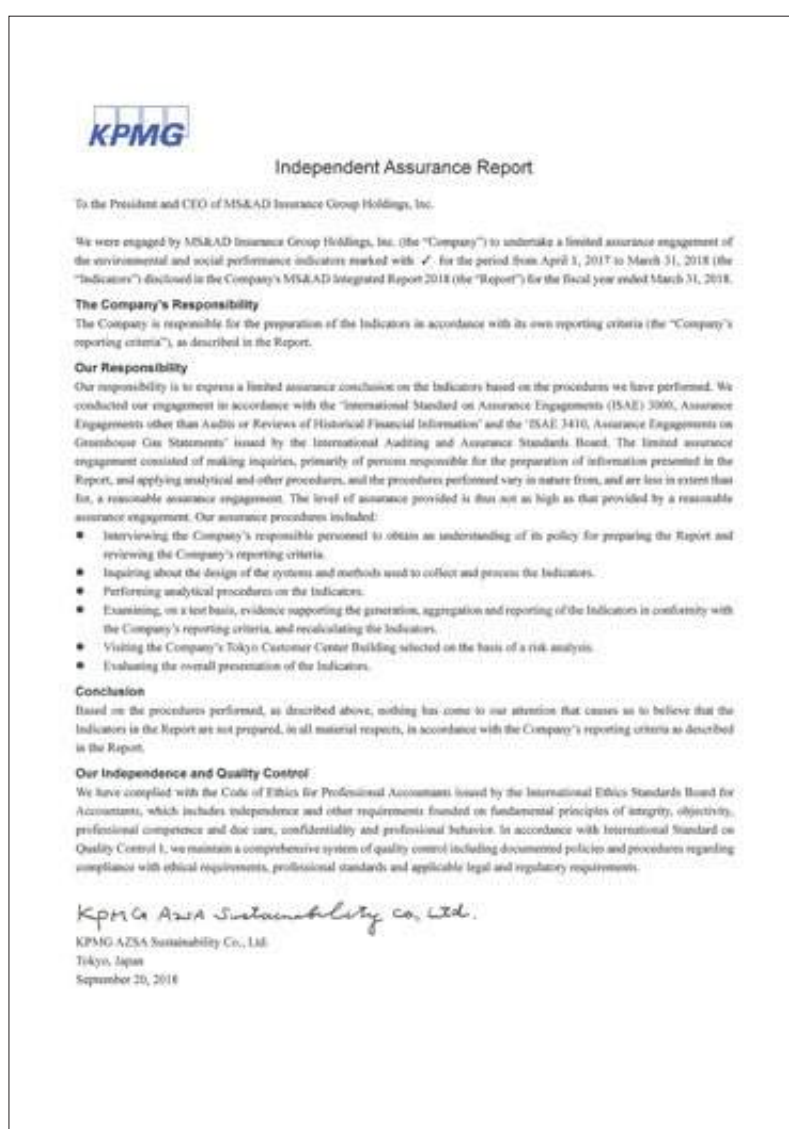 KPMG
Independent Assurance Report
To the President and CEO of MS&AD Insurance Group Holdings, Inc.
We were engaged by MS&AD Insurance Group Holdings, Inc. (the “Company”) to undertake a limited assurance engagement of
the environmental and social performance indicators marked with ✓ for the period from April 1, 2017 to March 31, 2018 (the
“Indicators”) disclosed in the Company’s MS&AD Integrated Report 2018 (the “Report”) for the fiscal year ended March 31, 2018.
The Company’s Responsibility
The Company is responsible for the preparation of the Indicators in accordance with its own reporting criteria (the “Company’s
reporting criteria”), as described in the Report.
Our Responsibility
Our responsibility is to express a limited assurance conclusion on the Indicators based on the procedures we have performed. We
conducted our engagement in accordance with the ‘International Standard on Assurance Engagements (ISAE) 3000, Assurance
Engagements other than Audits or Reviews of Historical Financial Information’ and the ‘ISAE 3410, Assurance Engagements on
Greenhouse Gas Statements’ issued by the International Auditing and Assurance Standards Board. The limited assurance
engagement consisted of making inquiries, primarily of persons responsible for the preparation of information presented in the
Report, and applying analytical and other procedures, and the procedures performed vary in nature from, and are less in extent than
for, a reasonable assurance engagement. The level of assurance provided is thus not as high as that provided by a reasonable
assurance engagement. Our assurance procedures included:
● Interviewing the Company’s responsible personnel to obtain an understanding of its policy for preparing the Report and
reviewing the Company’s reporting criteria.
● Inquiring about the design of the systems and methods used to collect and process the Indicators.
● Performing analytical procedures on the Indicators.
● Examining, on a test basis, evidence supporting the generation, aggregation and reporting of the Indicators in conformity with
the Company’s reporting criteria, and recalculating the Indicators.
● Visiting the Company’s Tokyo Customer Center Building selected on the basis of a risk analysis.
● Evaluating the overall presentation of the Indicators.
Conclusion
Based on the procedures performed, as described above, nothing has come to our attention that causes us to believe that the
Indicators in the Report are not prepared, in all material respects, in accordance with the Company’s reporting criteria as described
in the Report.
Our Independence and Quality Control
We have complied with the Code of Ethics for Professional Accountants issued by the International Ethics Standards Board for
Accountants, which includes independence and other requirements founded on fundamental principles of integrity, objectivity,
professional competence and due care, confidentiality and professional behavior. In accordance with International Standard on
Quality Control 1, we maintain a comprehensive system of quality control including documented policies and procedures regarding
compliance with ethical requirements, professional standards and applicable legal and regulatory requirements.
KPMG AZSA Sustainability Co., Ltd.
KPMG AZSA Sustainability Co., Ltd.
Tokyo, Japan
September 20, 2018